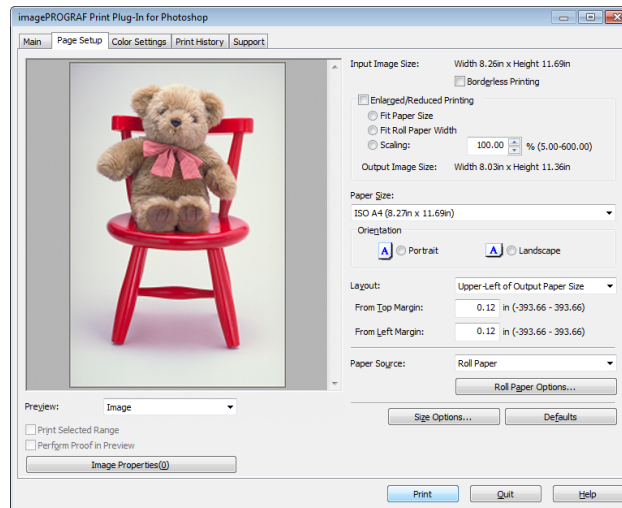 imagePROGRAF Print Plug-In for Photoshop
Main Page Setup Color Settings Print History Support
Input Image Size: Width 8.26in x Height 11.69in
Borderless Printing
Enlarged/Reduced Printing
Fit Paper Size
Fit Roll Paper Width
Scaling: 100.00 % (5.00-600.00)
Output Image Size: Width 8.03in x Height 11.36in
Paper Size:
ISO A4 (8.27in x 11.69in)
Orientation
A Portrait A Landscape
Layout: Upper-Left of Output Paper Size
From Top Margin: 0.12 in (-393.66 - 393.66)
From Left Margin: 0.12 in (-393.66 - 393.66)
Paper Source: Roll Paper
Roll Paper Options...
Preview: Image
Size Options... Defaults
Print Selected Range
Perform Proof in Preview
Image Properties(0)
Print Quit Help